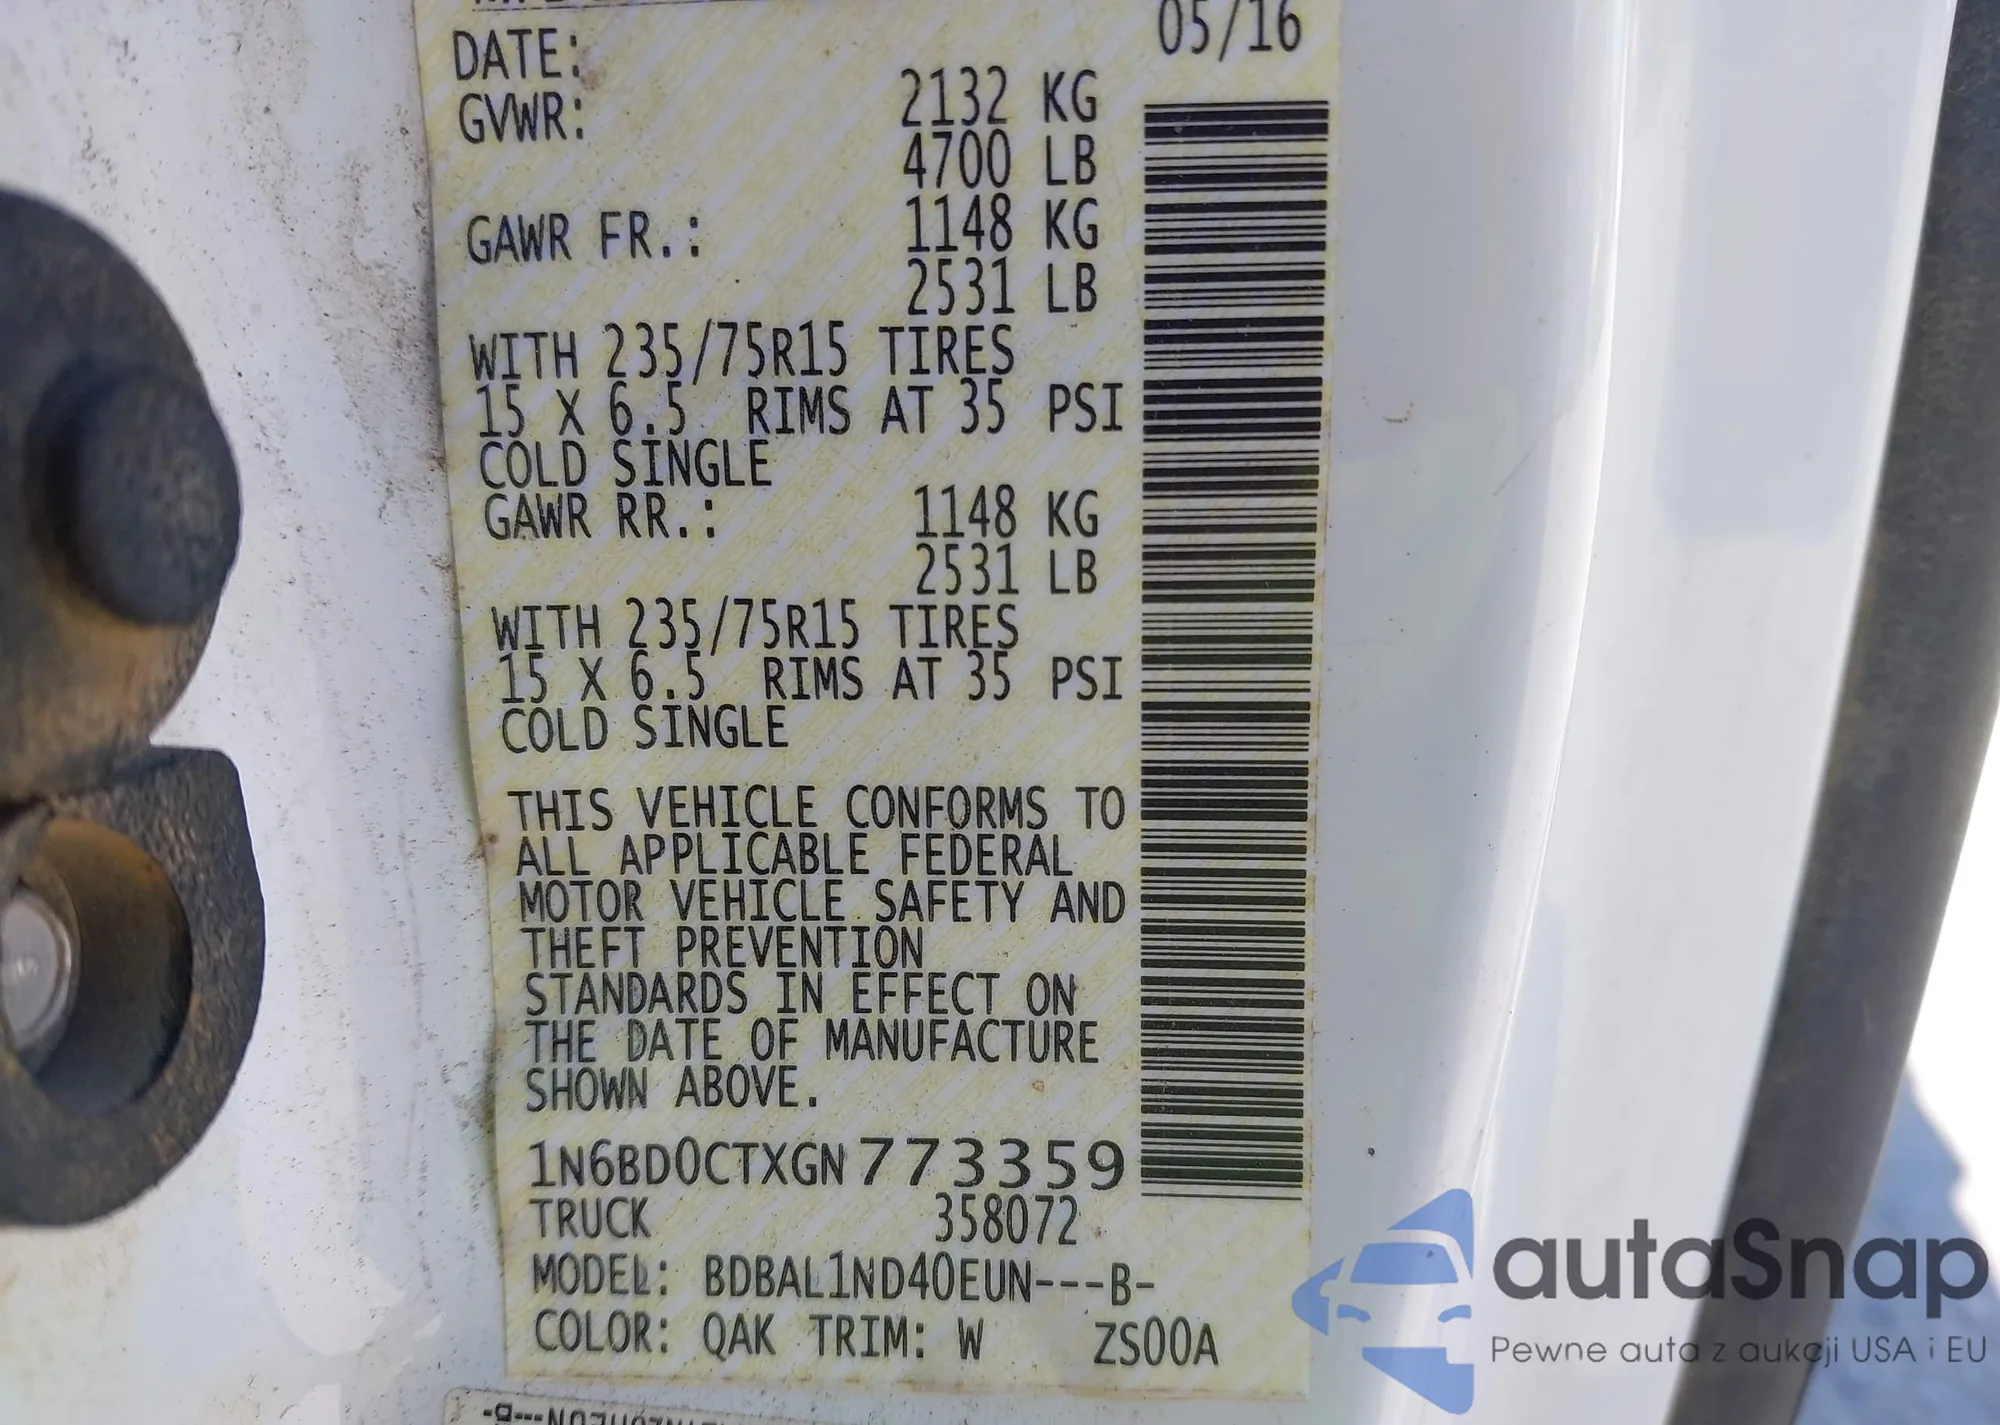 DATE: 05/16
GVWR: 2132 KG
4700 LB
GAWR FR.: 1148 KG
2531 LB
WITH 235/75R15 TIRES
15 X 6.5 RIMS AT 35 PSI
COLD SINGLE
GAWR RR.: 1148 KG
2531 LB
WITH 235/75R15 TIRES
15 X 6.5 RIMS AT 35 PSI
COLD SINGLE
THIS VEHICLE CONFORMS TO
ALL APPLICABLE FEDERAL
MOTOR VEHICLE SAFETY AND
THEFT PREVENTION
STANDARDS IN EFFECT ON
THE DATE OF MANUFACTURE
SHOWN ABOVE.
1N6BD0CTXGN773359
TRUCK 358072
MODEL: BDBAL1ND40EUN---B-
COLOR: QAK TRIM: W ZS00A
autaSnap
Pewne auta z aukcji USA i EU